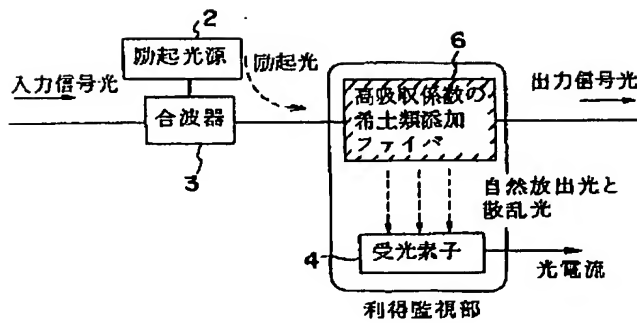 2
励起光源
励起光
入力信号光
合波器
3
6
高吸収係数の
希土類添加
ファイバ
出力信号光
自然放出光と
散乱光
4
受光素子
光電流
利得監視部